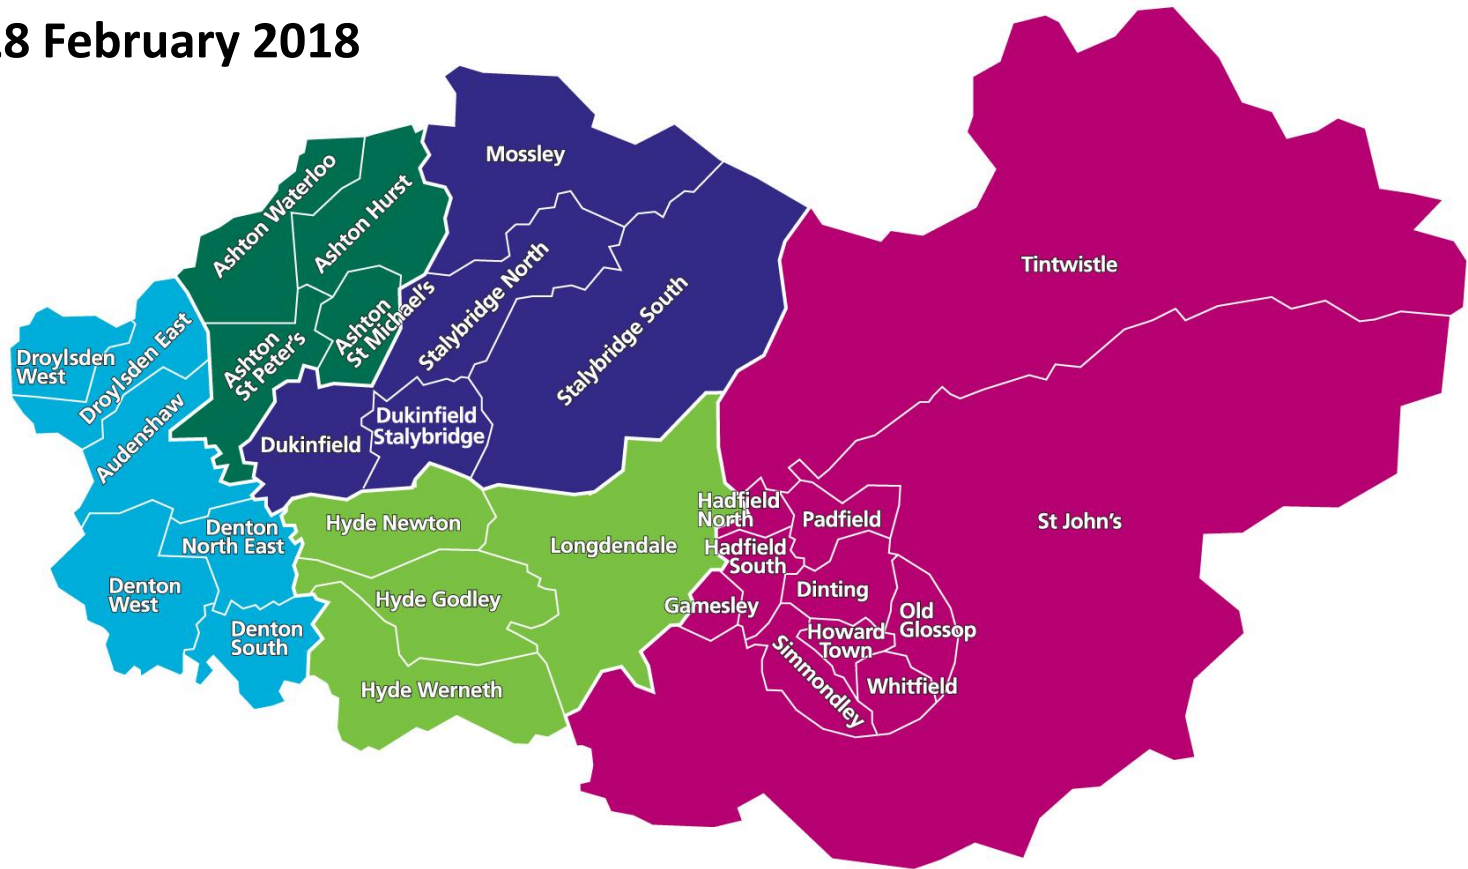 8 February 2018
Mossley
Ashton Waterloo
Ashton Hurst
Tintwistle
Stalybridge North
Ashton
St Michael's
Stalybridge South
Droylsden
West
Droylsden East
Ashton
St Peter's
Audenshaw
Dukinfield
Dukinfield
Stalybridge
Hadfield
North
Padfield
St John's
Hyde Newton
Longdendale
Denton
North East
Hadfield
South
Denton
West
Hyde Godley
Gamesley
Dinting
Old
Glossop
Denton
South
Howard
Town
Simmondley
Whitfield
Hyde Werneth